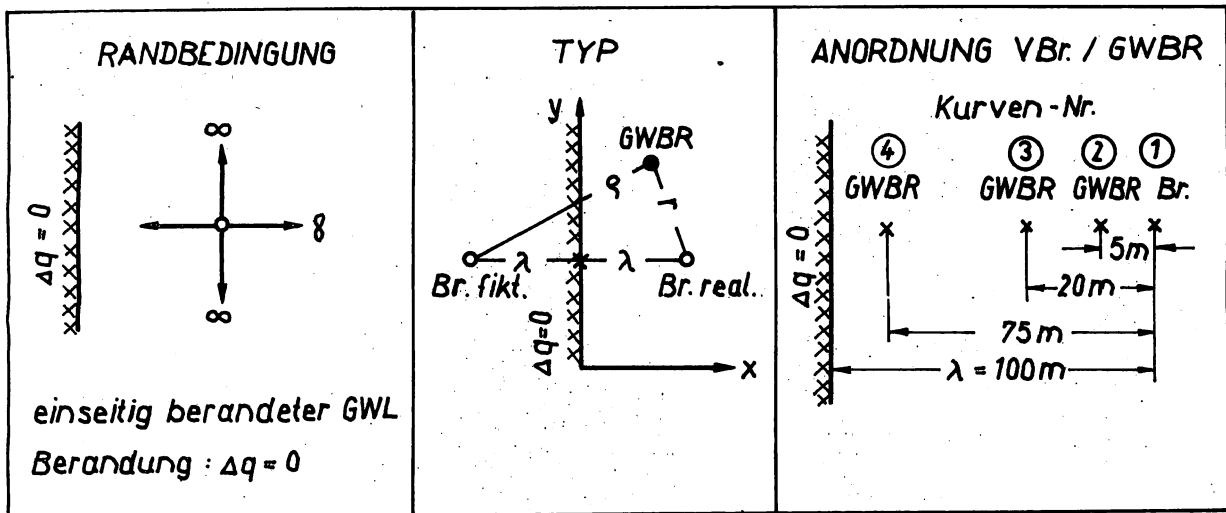 RANDBEDINGUNG
∞
Δq = 0
∞
∞
einseitig berandeter GWL
Berandung : Δq = 0
TYP
y
GWBR
ρ
r
λ
λ
Br. fikt.
Br. real.
Δq=0
x
ANORDNUNG VBr. / GWBR
Kurven-Nr.
④ ③ ② ①
GWBR GWBR GWBR Br.
Δq = 0
5m
20m
75m
λ = 100m